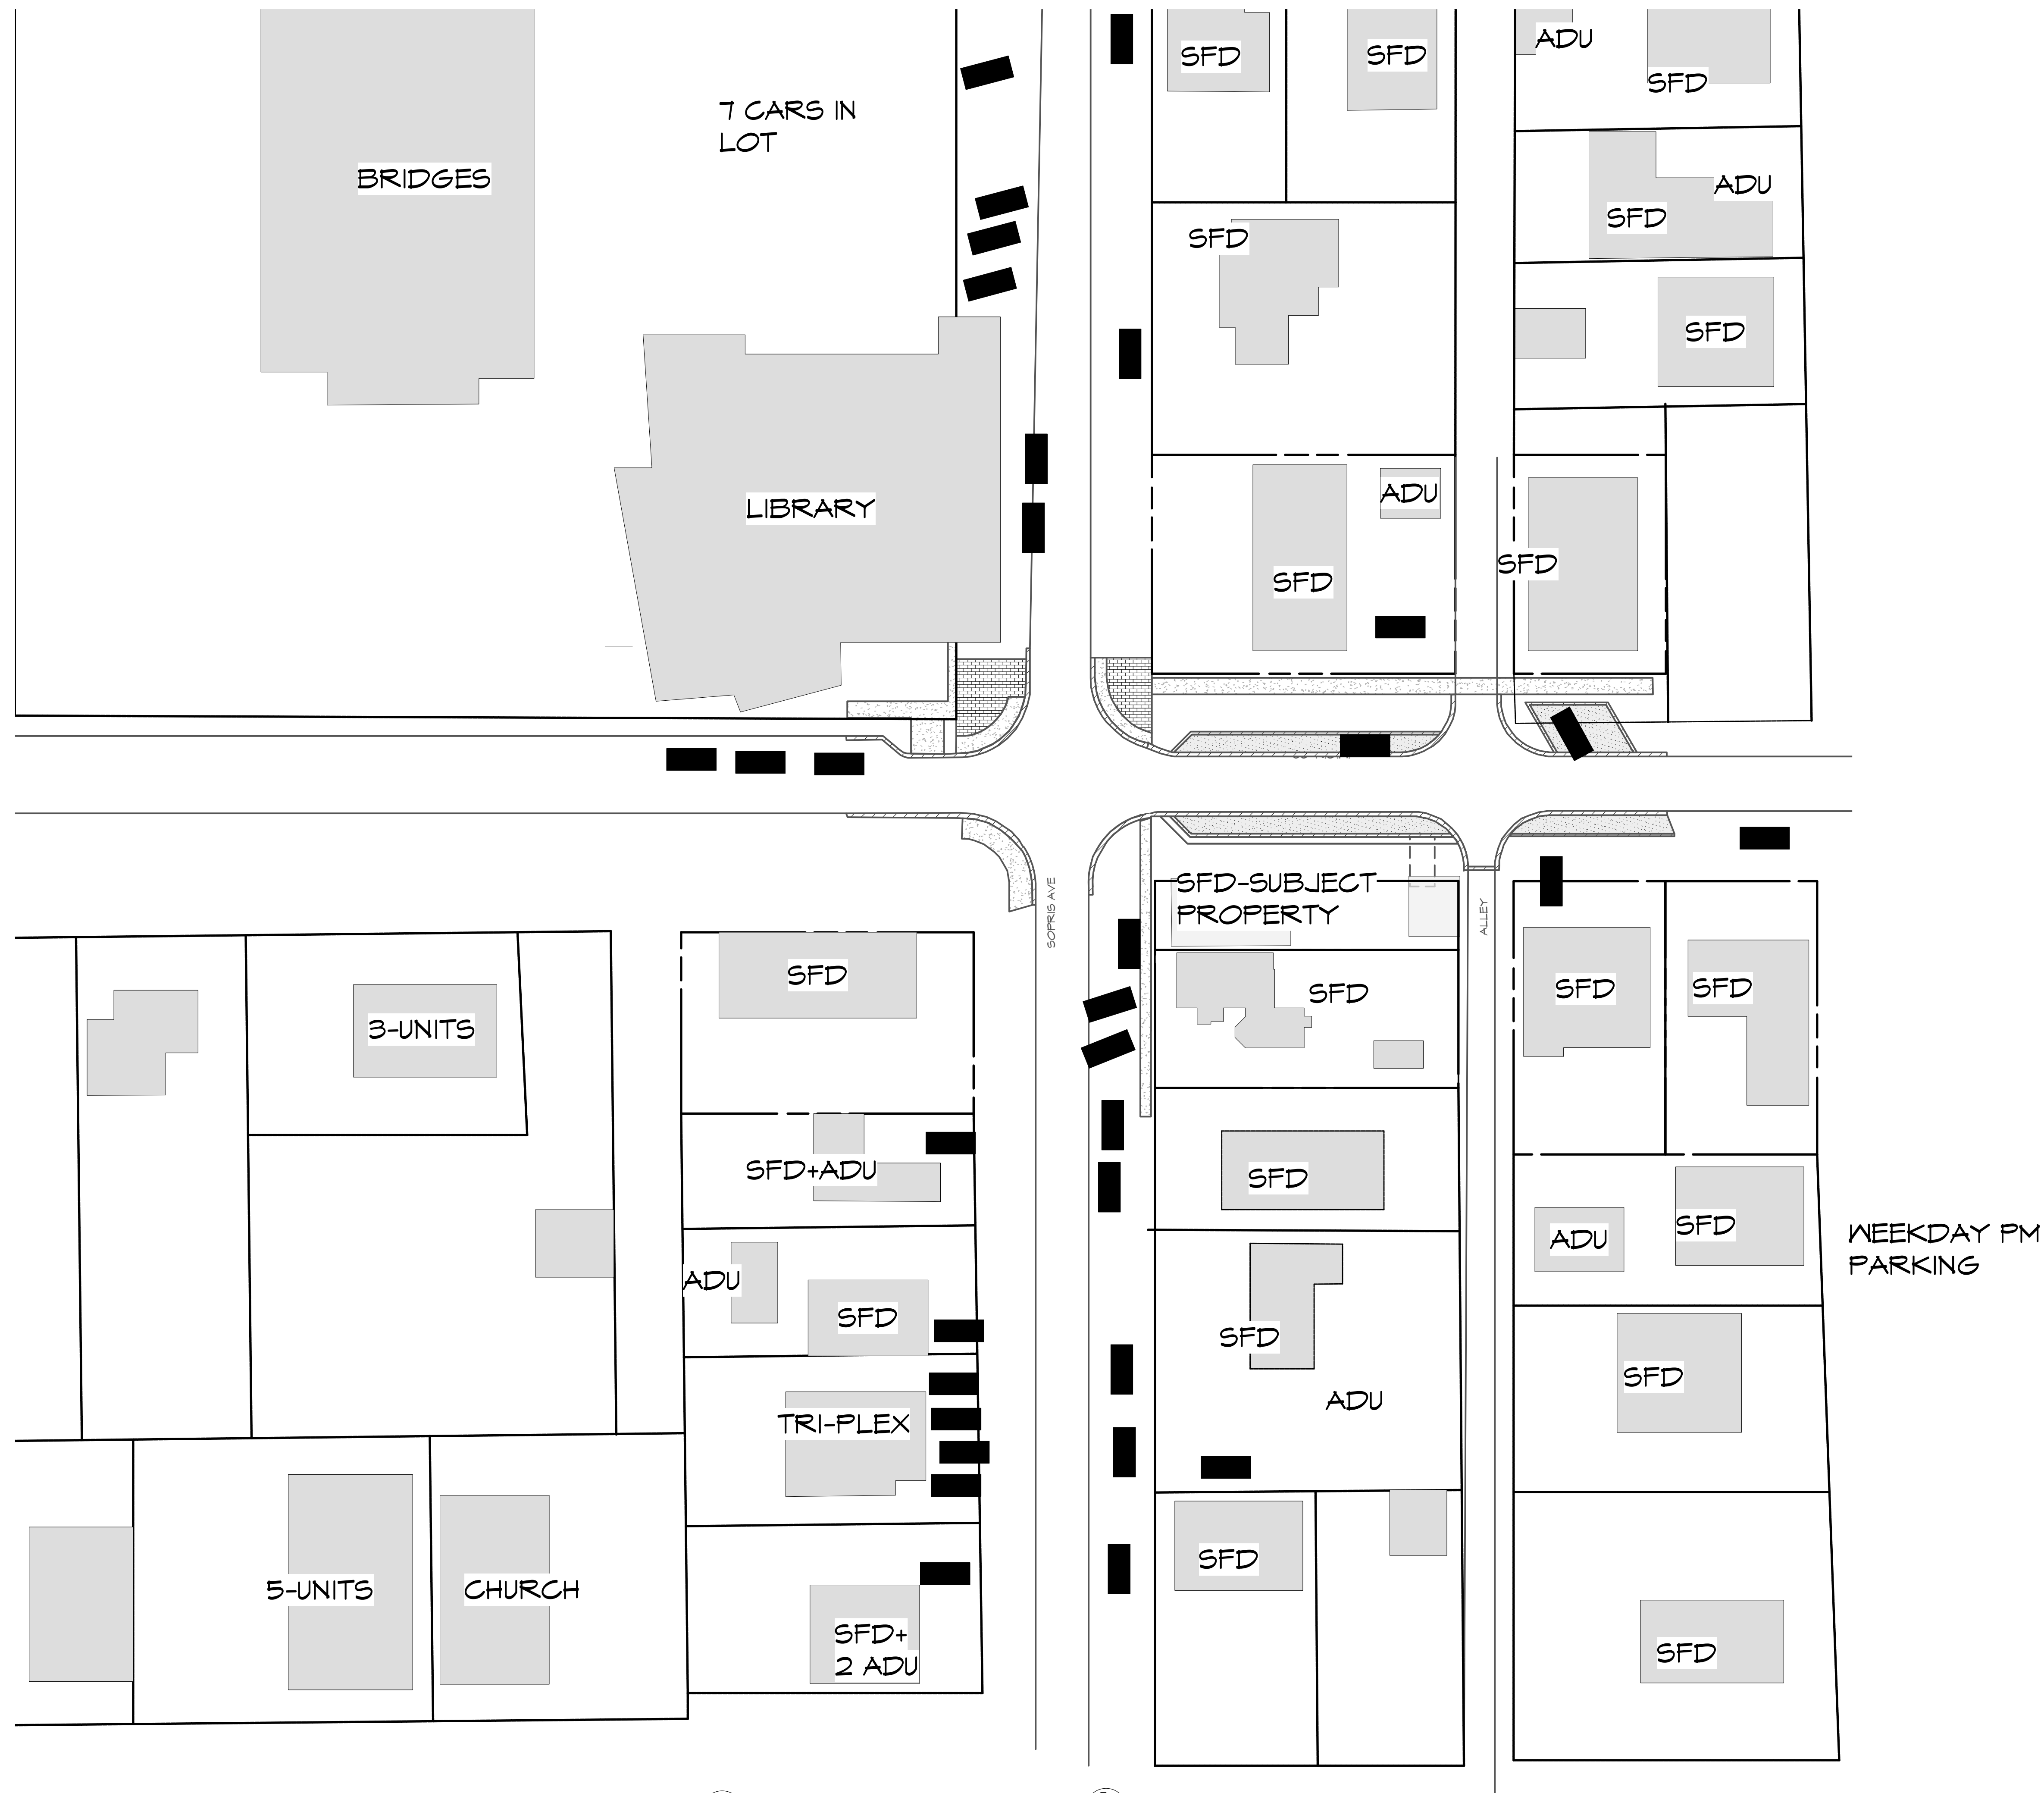 SFD
SFD
ADU
SFD
7 CARS IN
LOT
BRIDGES
ADU
SFD
SFD
SFD
LIBRARY
ADU
SFD
SFD
SFD-SUBJECT
PROPERTY
SOPRIS AVE
ALLEY
SFD
SFD
SFD
SFD
3-UNITS
SFD+ADU
SFD
ADU
SFD
WEEKDAY PM
PARKING
ADU
SFD
SFD
SFD
ADU
TRI-PLEX
SFD
5-UNITS
CHURCH
SFD+
2 ADU
SFD